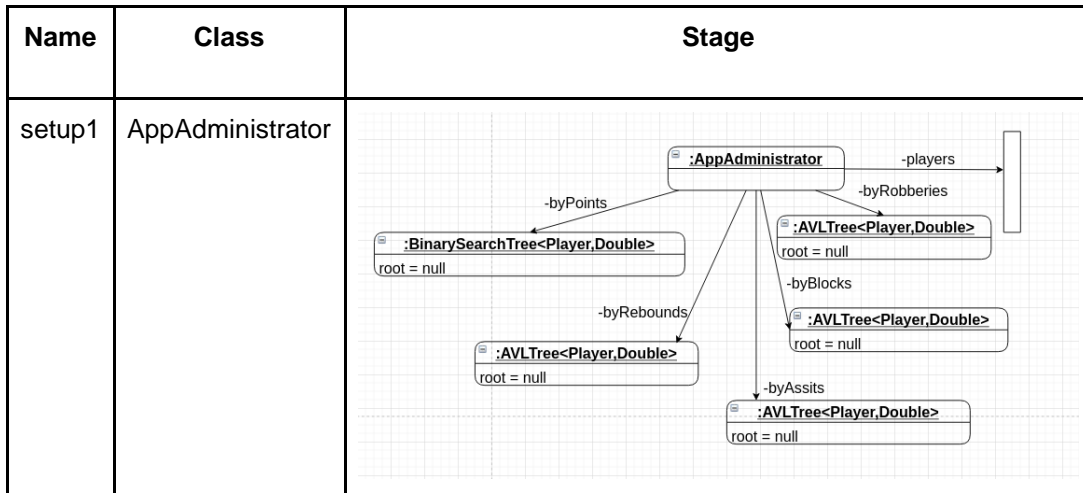 Name
Class
Stage
setup1
AppAdministrator
:AppAdministrator
-players
-byRobberies
-byPoints
:AVLTree<Player,Double>
root = null
:BinarySearchTree<Player,Double>
root = null
-byBlocks
-byRebounds
:AVLTree<Player,Double>
root = null
:AVLTree<Player,Double>
root = null
-byAssits
:AVLTree<Player,Double>
root = null